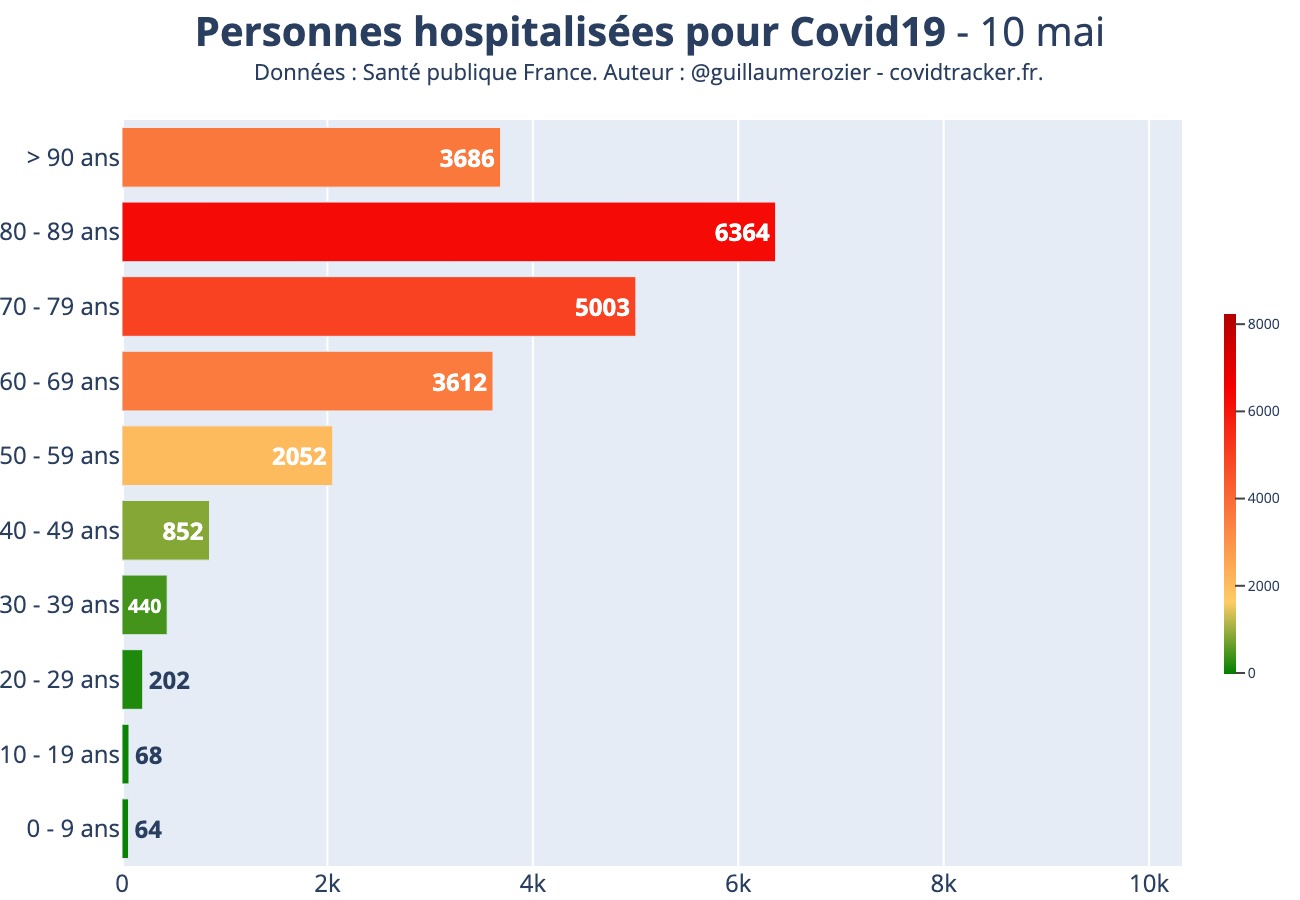 Personnes hospitalisées pour Covid19 - 10 mai
Données : Santé publique France. Auteur : @guillaumerozier - covidtracker.fr.
> 90 ans 3686
80 - 89 ans 6364
70 - 79 ans 5003
60 - 69 ans 3612
50 - 59 ans 2052
40 - 49 ans 852
30 - 39 ans 440
20 - 29 ans 202
10 - 19 ans 68
0 - 9 ans 64
0 2k 4k 6k 8k 10k
8000
6000
4000
2000
0